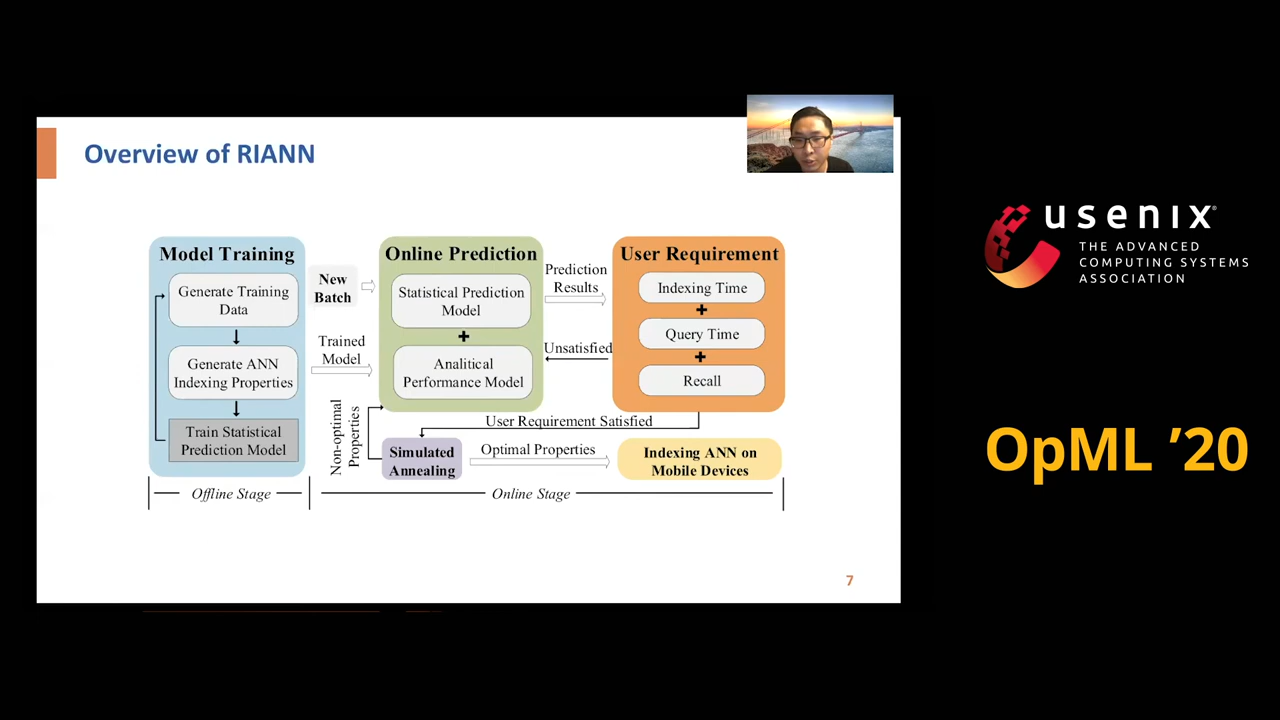 Overview of RIANN
Model Training
Generate Training
Data
Generate ANN
Indexing Properties
Train Statistical
Prediction Model
New
Batch
Trained
Model
Online Prediction
Statistical Prediction
Model
+
Analitical
Performance Model
Prediction
Results
Unsatisfied
User Requirement
Indexing Time
+
Query Time
+
Recall
User Requirement Satisfied
Non-optimal
Properties
Simulated
Annealing
Optimal Properties
Indexing ANN on
Mobile Devices
Offline Stage
Online Stage
7
usenix®
THE ADVANCED
COMPUTING SYSTEMS
ASSOCIATION
OpML ’20